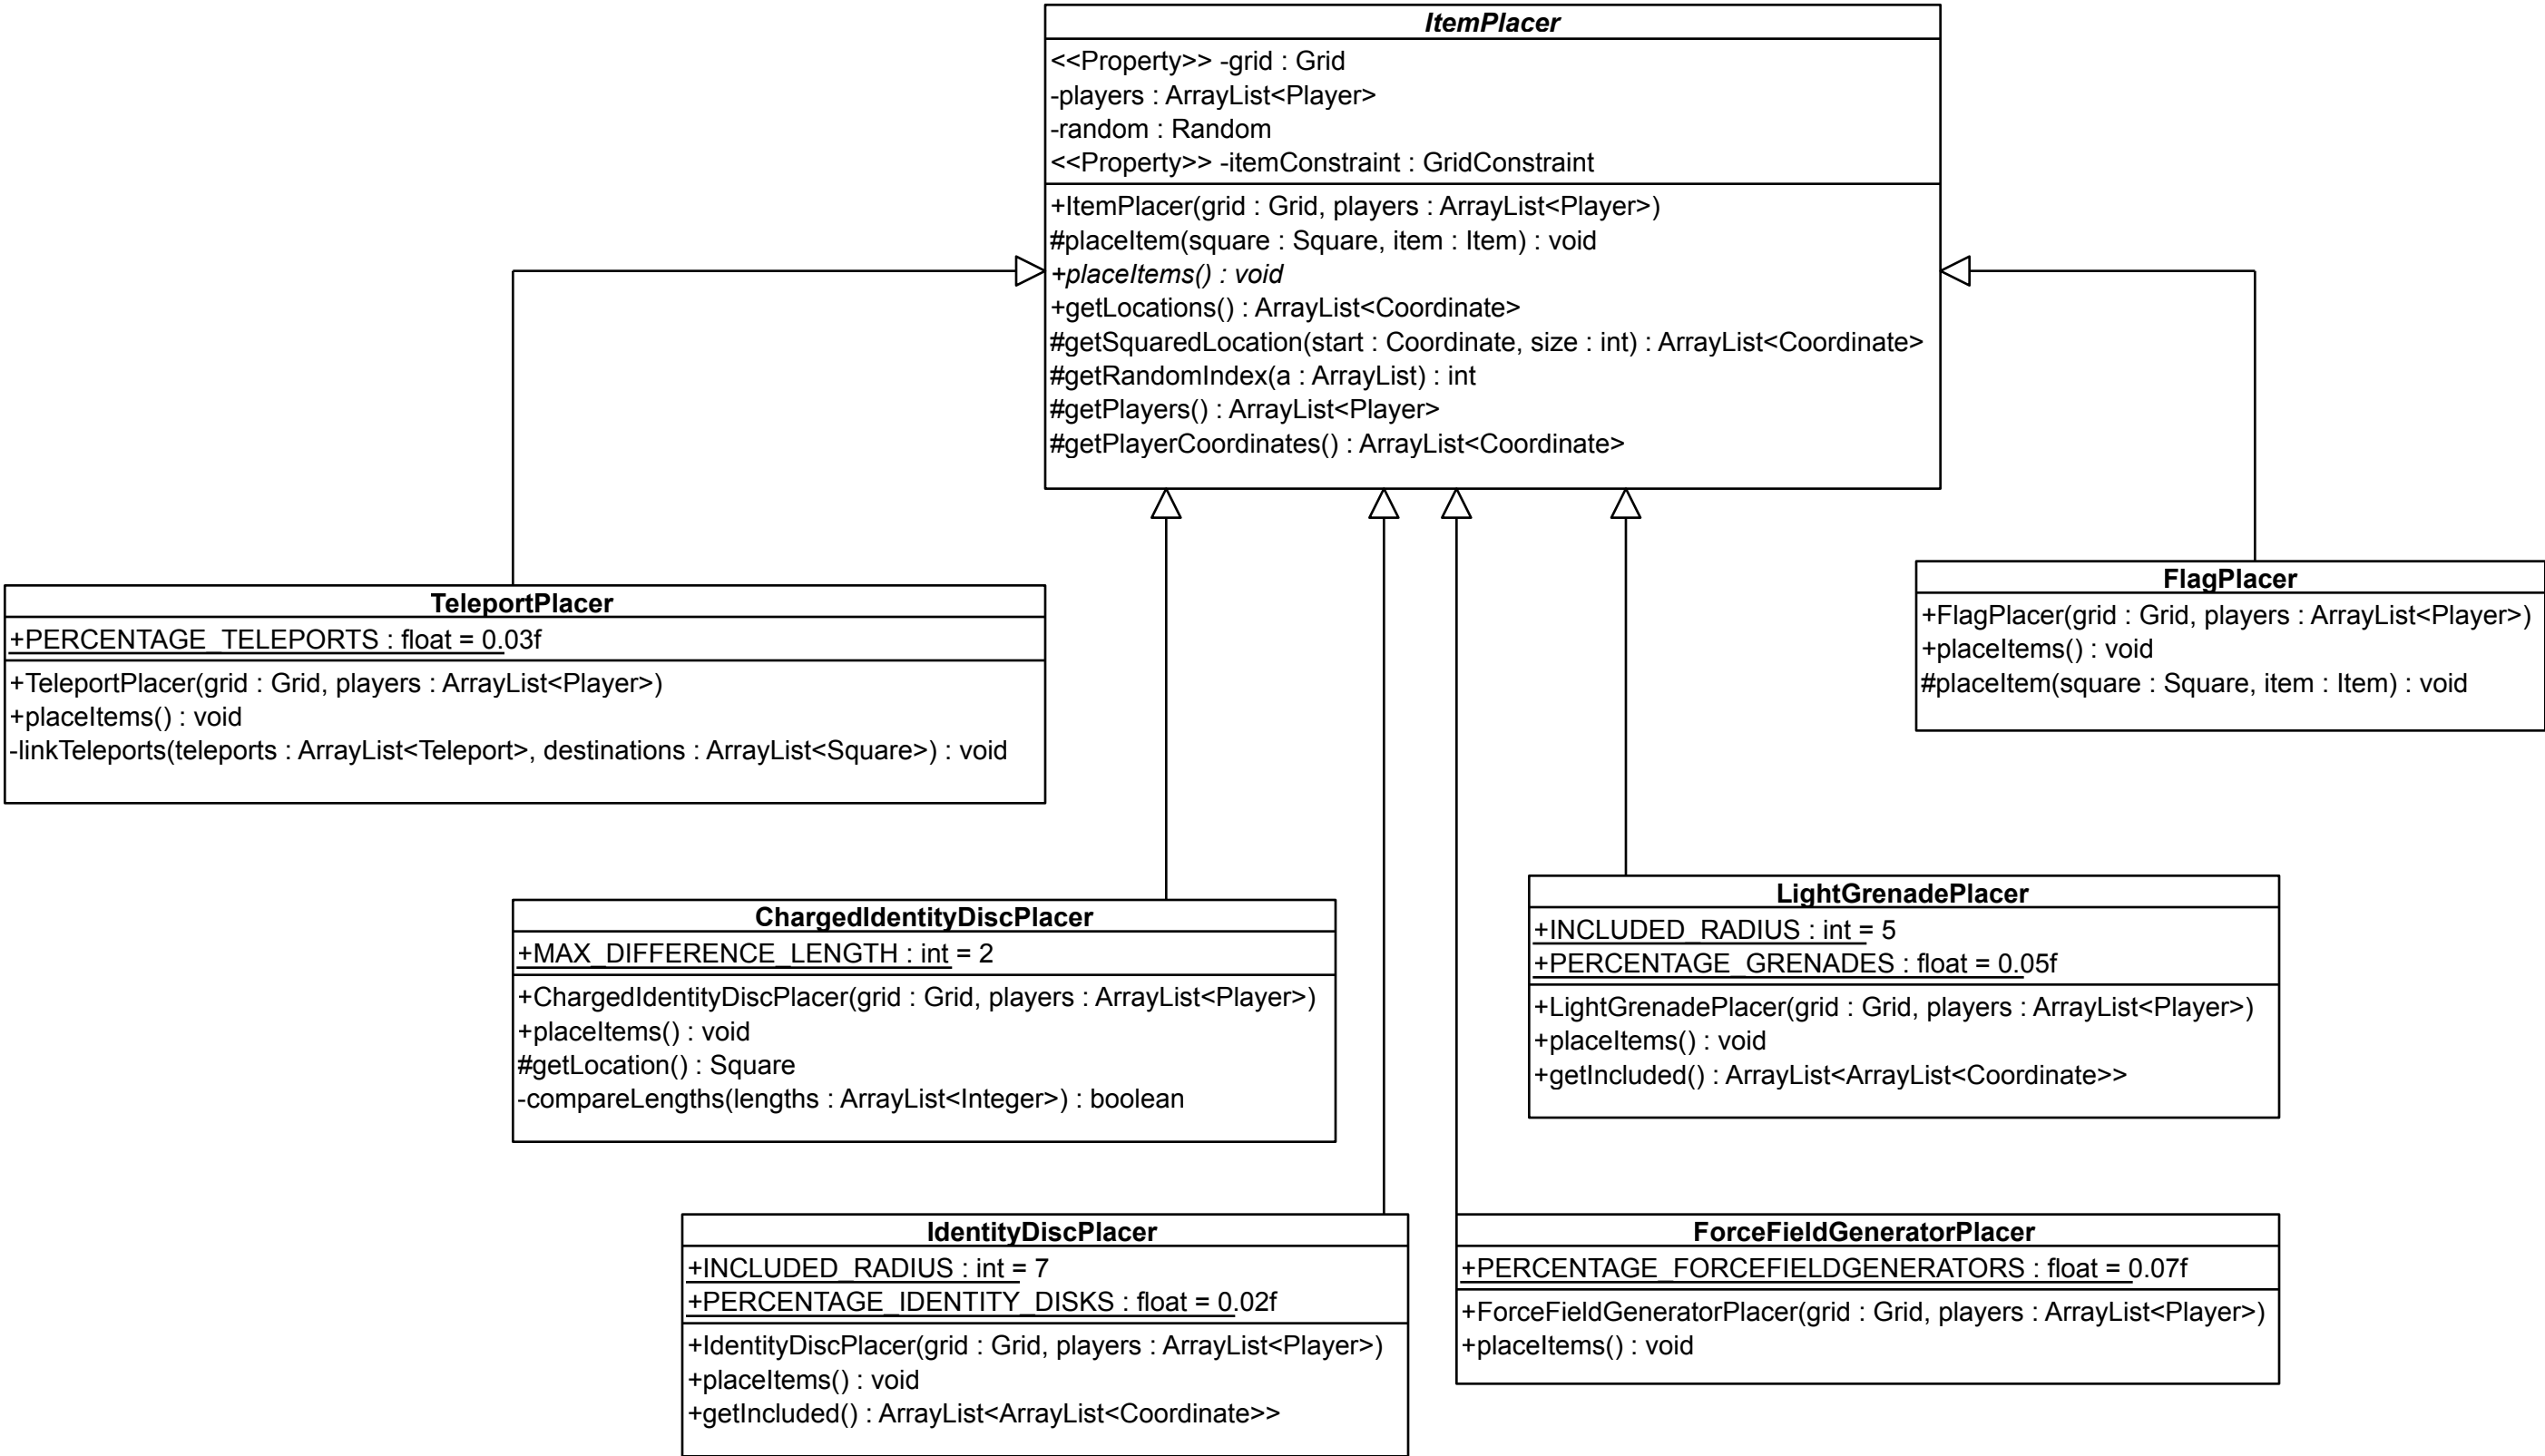 ItemPlacer
<<Property>> -grid : Grid
-players : ArrayList<Player>
-random : Random
<<Property>> -itemConstraint : GridConstraint
+ItemPlacer(grid : Grid, players : ArrayList<Player>)
#placeItem(square : Square, item : Item) : void
+placeItems() : void
+getLocations() : ArrayList<Coordinate>
#getSquaredLocation(start : Coordinate, size : int) : ArrayList<Coordinate>
#getRandomIndex(a : ArrayList) : int
#getPlayers() : ArrayList<Player>
#getPlayerCoordinates() : ArrayList<Coordinate>
TeleportPlacer
+PERCENTAGE_TELEPORTS : float = 0.03f
+TeleportPlacer(grid : Grid, players : ArrayList<Player>)
+placeItems() : void
-linkTeleports(teleports : ArrayList<Teleport>, destinations : ArrayList<Square>) : void
FlagPlacer
+FlagPlacer(grid : Grid, players : ArrayList<Player>)
+placeItems() : void
#placeItem(square : Square, item : Item) : void
ChargedIdentityDiscPlacer
+MAX_DIFFERENCE_LENGTH : int = 2
+ChargedIdentityDiscPlacer(grid : Grid, players : ArrayList<Player>)
+placeItems() : void
#getLocation() : Square
-compareLengths(lengths : ArrayList<Integer>) : boolean
LightGrenadePlacer
+INCLUDED_RADIUS : int = 5
+PERCENTAGE_GRENADES : float = 0.05f
+LightGrenadePlacer(grid : Grid, players : ArrayList<Player>)
+placeItems() : void
+getIncluded() : ArrayList<ArrayList<Coordinate>>
IdentityDiscPlacer
+INCLUDED_RADIUS : int = 7
+PERCENTAGE_IDENTITY_DISKS : float = 0.02f
+IdentityDiscPlacer(grid : Grid, players : ArrayList<Player>)
+placeItems() : void
+getIncluded() : ArrayList<ArrayList<Coordinate>>
ForceFieldGeneratorPlacer
+PERCENTAGE_FORCEFIELDGENERATORS : float = 0.07f
+ForceFieldGeneratorPlacer(grid : Grid, players : ArrayList<Player>)
+placeItems() : void